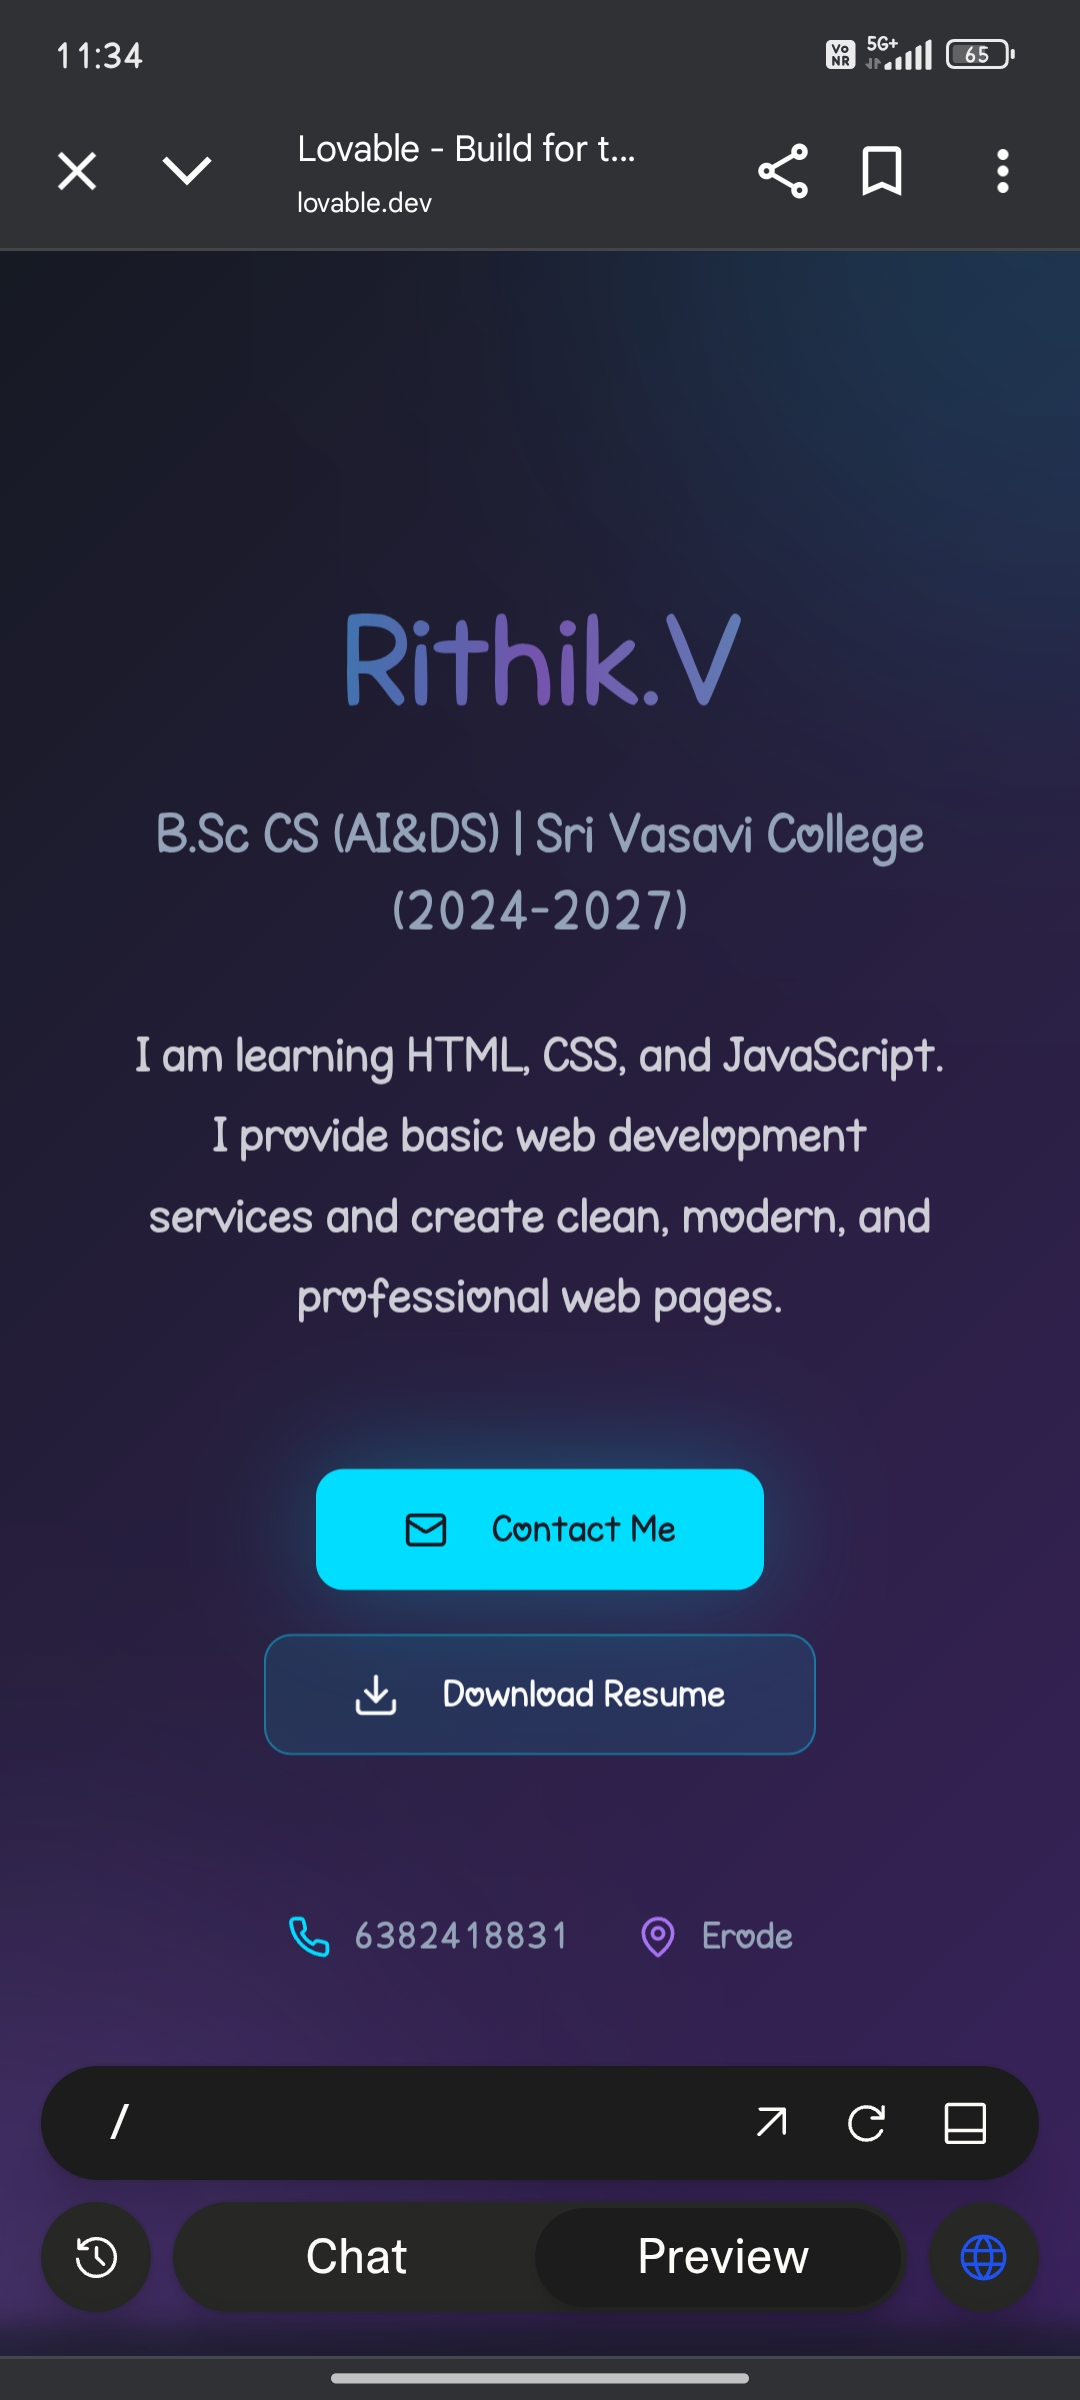 11:34
Vo NR 5G+ 65
Lovable - Build for t...
lovable.dev
Rithik.V
B.Sc CS (AI&DS) | Sri Vasavi College
(2024-2027)
I am learning HTML, CSS, and JavaScript.
I provide basic web development
services and create clean, modern, and
professional web pages.
Contact Me
Download Resume
6382418831 Erode
/
Chat Preview